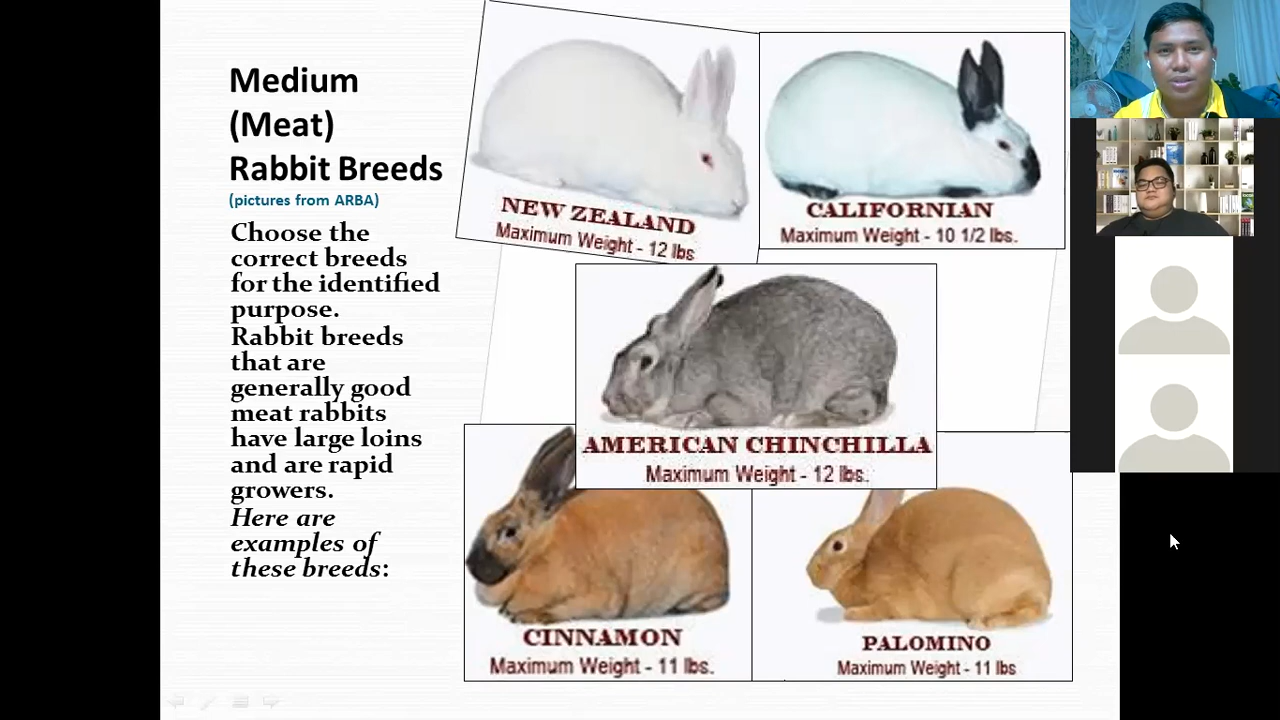 Medium
(Meat)
Rabbit Breeds
(pictures from ARBA)
Choose the
correct breeds
for the identified
purpose.
Rabbit breeds
that are
generally good
meat rabbits
have large loins
and are rapid
growers.
Here are
examples of
these breeds:
NEW ZEALAND
Maximum Weight - 12 lbs
CALIFORNIAN
Maximum Weight - 10 1/2 lbs.
AMERICAN CHINCHILLA
Maximum Weight - 12 lbs.
CINNAMON
Maximum Weight - 11 lbs.
PALOMINO
Maximum Weight - 11 lbs